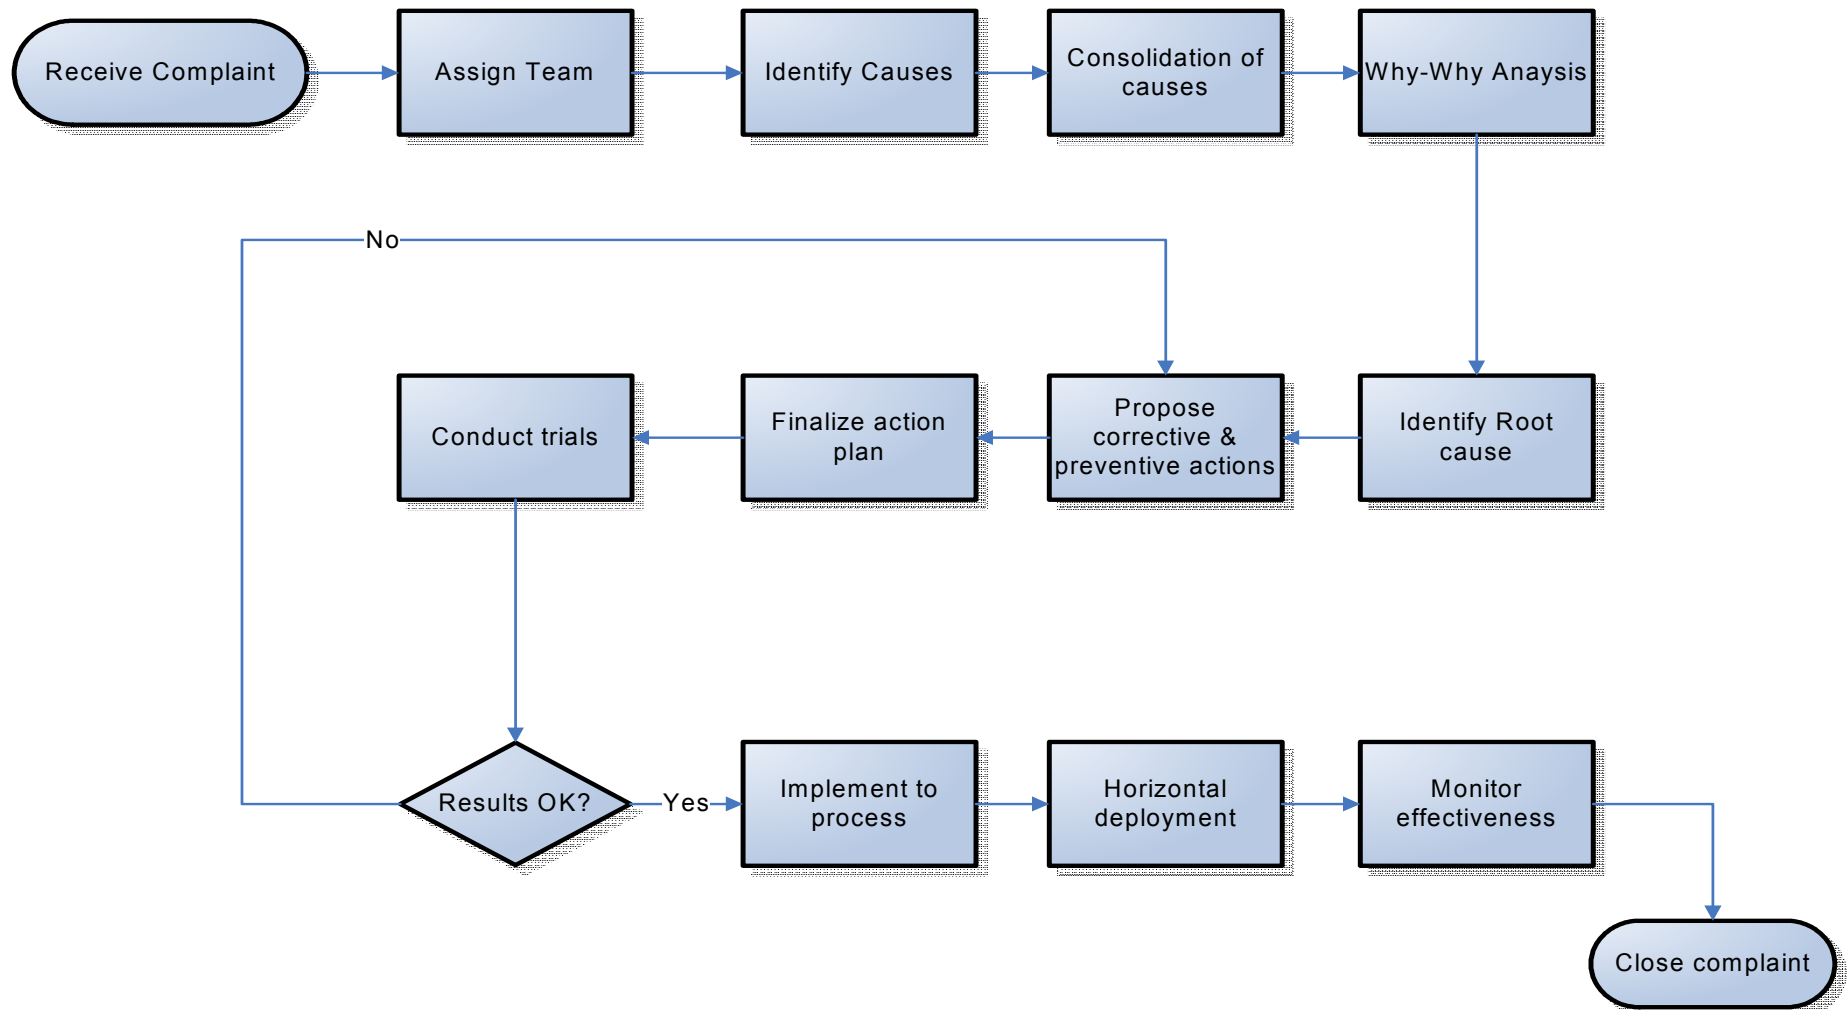 Receive Complaint
Assign Team
Identify Causes
Consolidation of
causes
Why-Why Anaysis
No
Conduct trials
Finalize action
plan
Propose
corrective &
preventive actions
Identify Root
cause
Results OK?
Yes
Implement to
process
Horizontal
deployment
Monitor
effectiveness
Close complaint